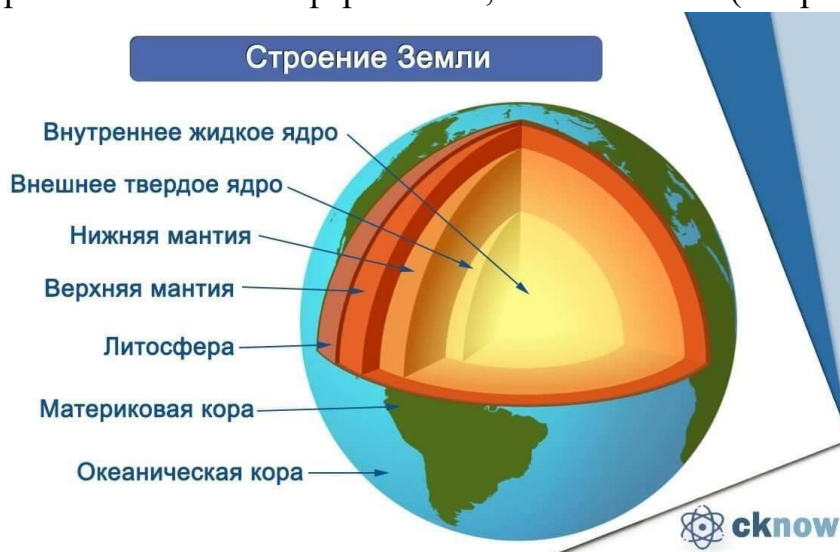 Строение Земли
Внутреннее жидкое ядро
Внешнее твердое ядро
Нижняя мантия
Верхняя мантия
Литосфера
Материковая кора
Океаническая кора
cknow